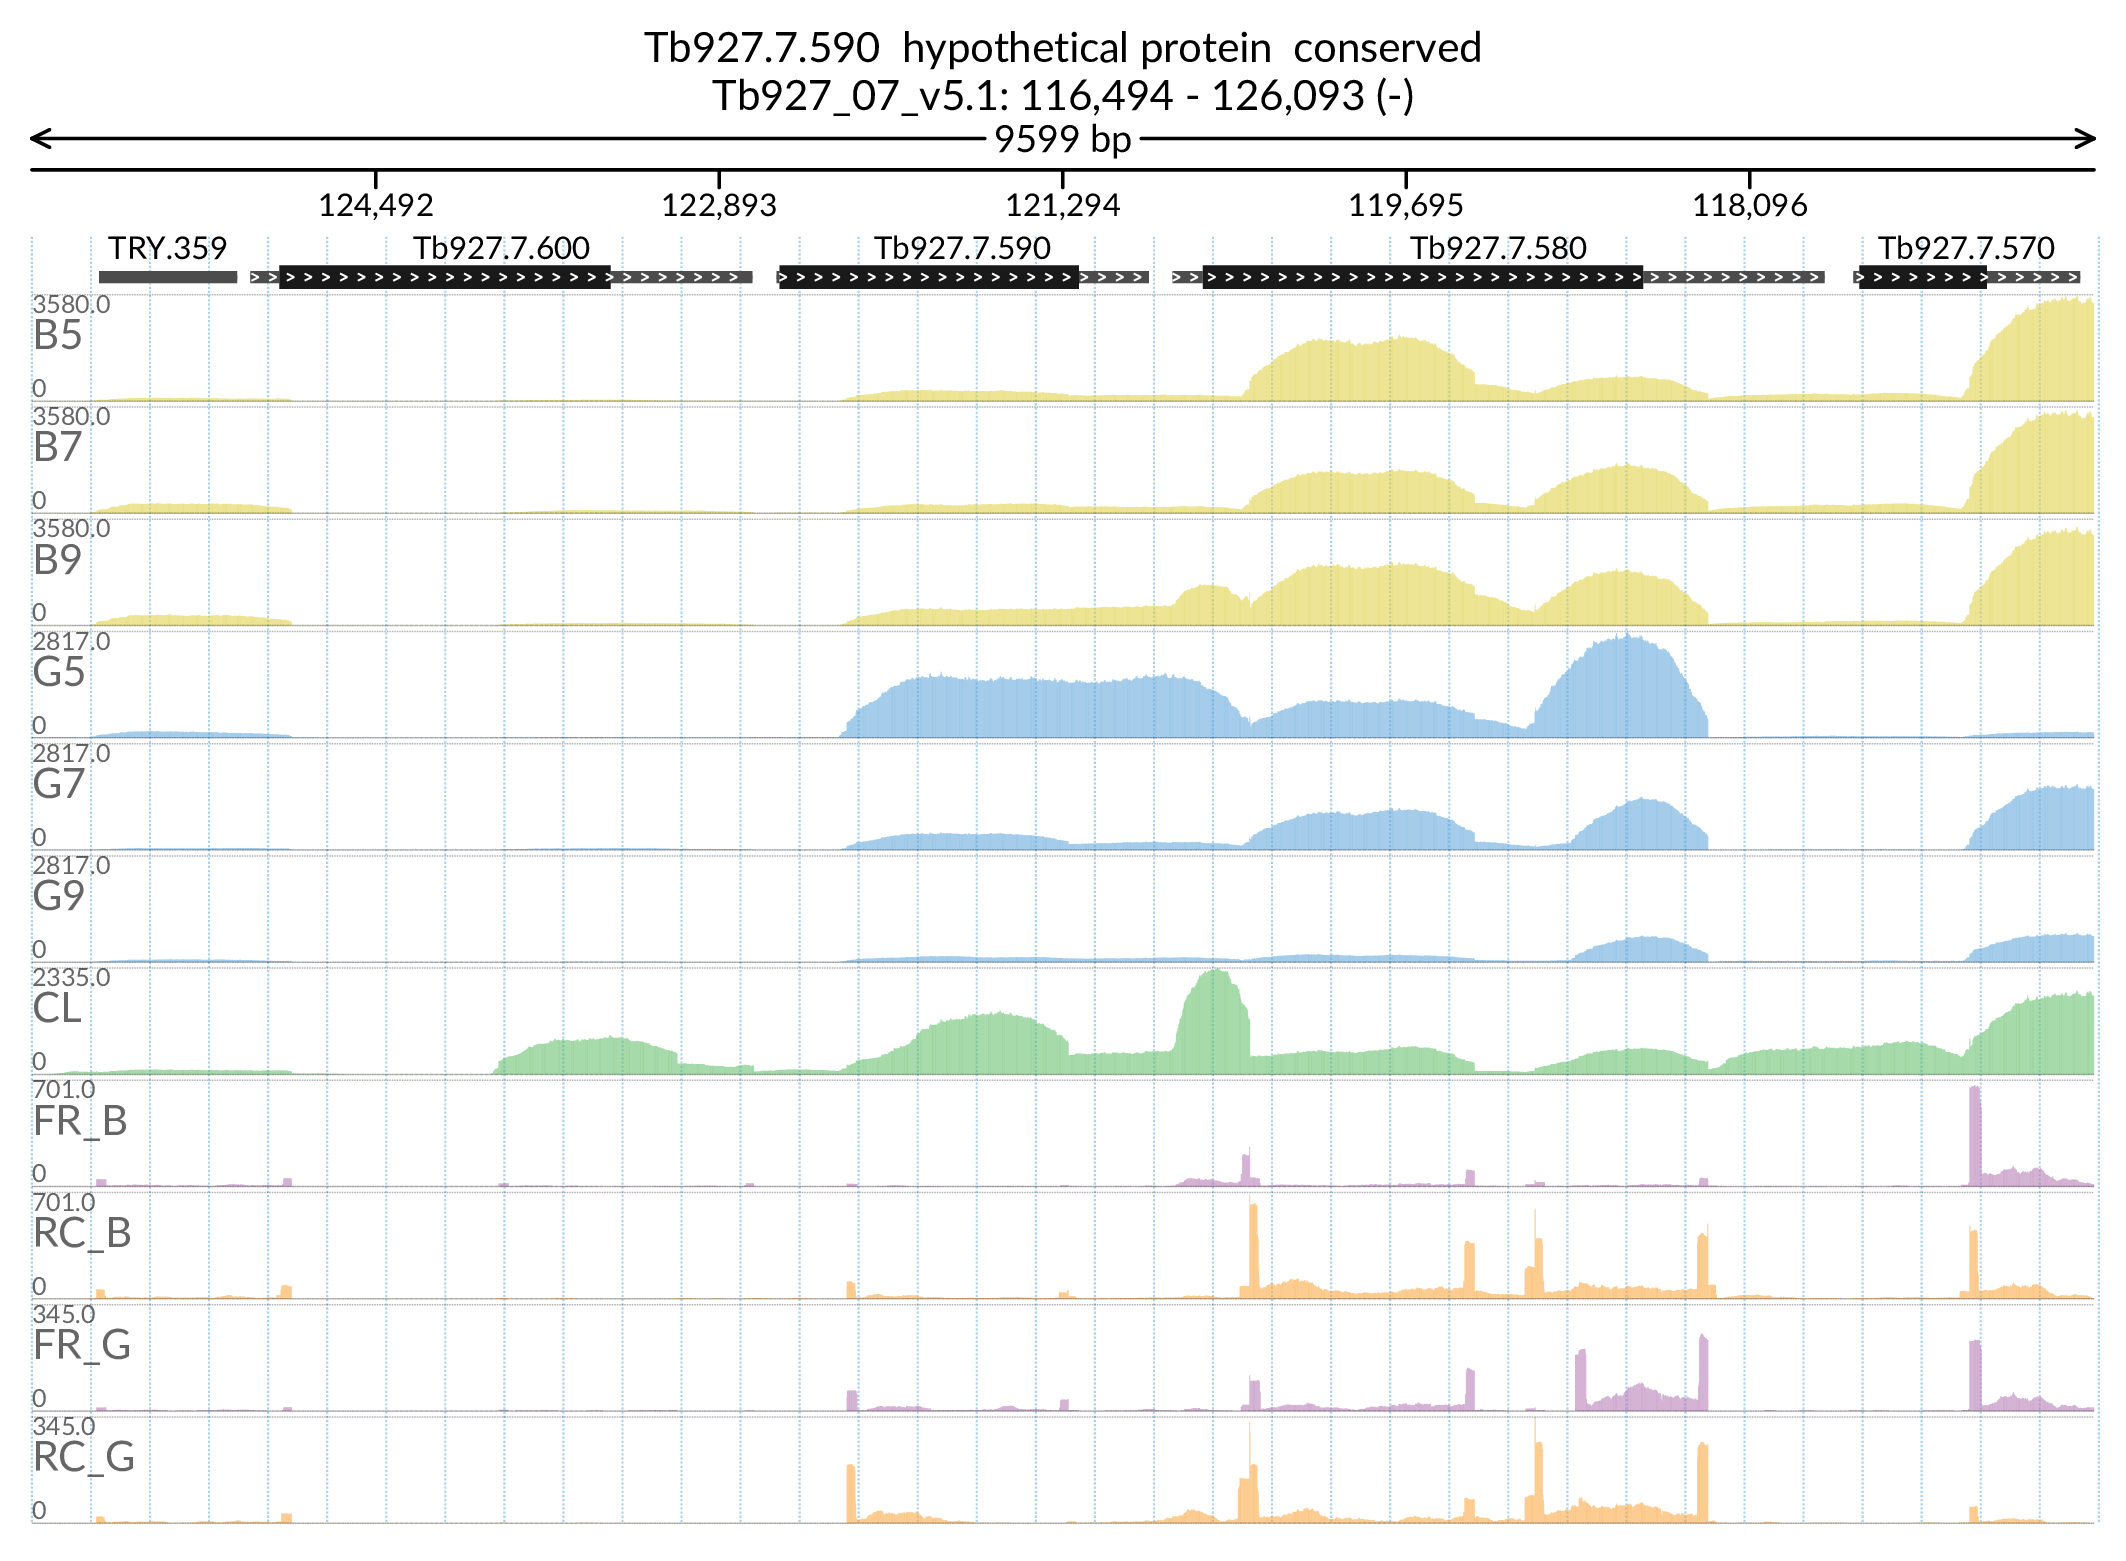 Tb927.7.590 hypothetical protein conserved
Tb927_07_v5.1: 116,494 - 126,093 (-)
9599 bp
124,492 122,893 121,294 119,695 118,096
TRY.359 Tb927.7.600 Tb927.7.590 Tb927.7.580 Tb927.7.570
3580.0
B5
0
3580.0
B7
0
3580.0
B9
0
2817.0
G5
0
2817.0
G7
0
2817.0
G9
0
2335.0
CL
0
701.0
FR_B
0
701.0
RC_B
0
345.0
FR_G
0
345.0
RC_G
0